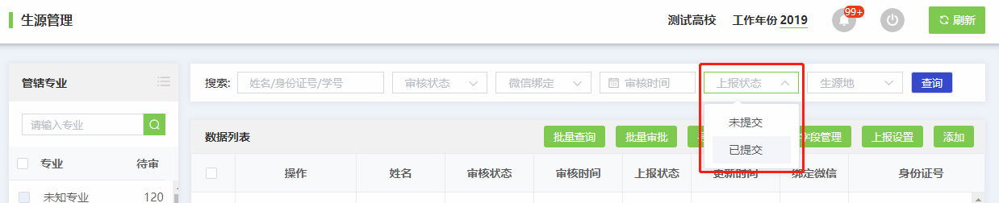 生源管理
测试高校 工作年份 2019 99+ 刷新
管辖专业
请输入专业
专业 待审
未知专业 120
搜索: 姓名/身份证号/学号 审核状态 微信绑定 审核时间 上报状态 生源地 查询
未提交
已提交
数据列表 批量查询 批量审批 字段管理 上报设置 添加
操作 姓名 审核状态 审核时间 上报状态 更新时间 绑定微信 身份证号